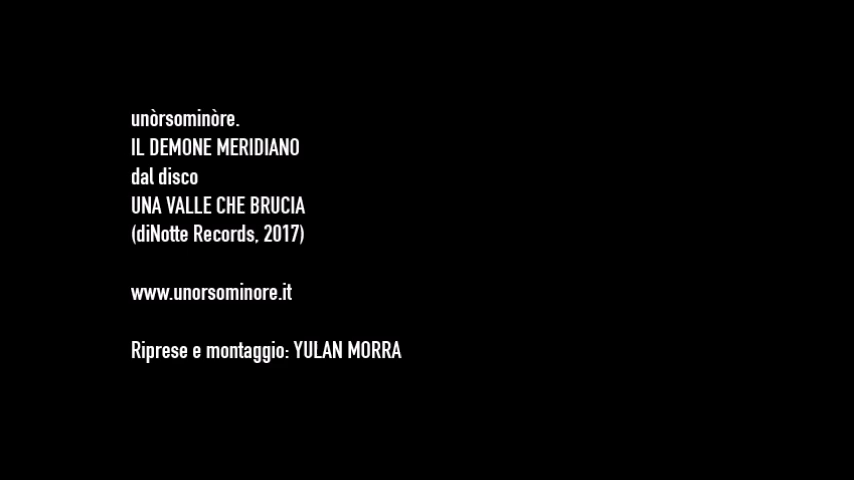 unòrsominòre.
IL DEMONE MERIDIANO
dal disco
UNA VALLE CHE BRUCIA
(diNotte Records, 2017)
www.unorsominore.it
Riprese e montaggio: YULAN MORRA